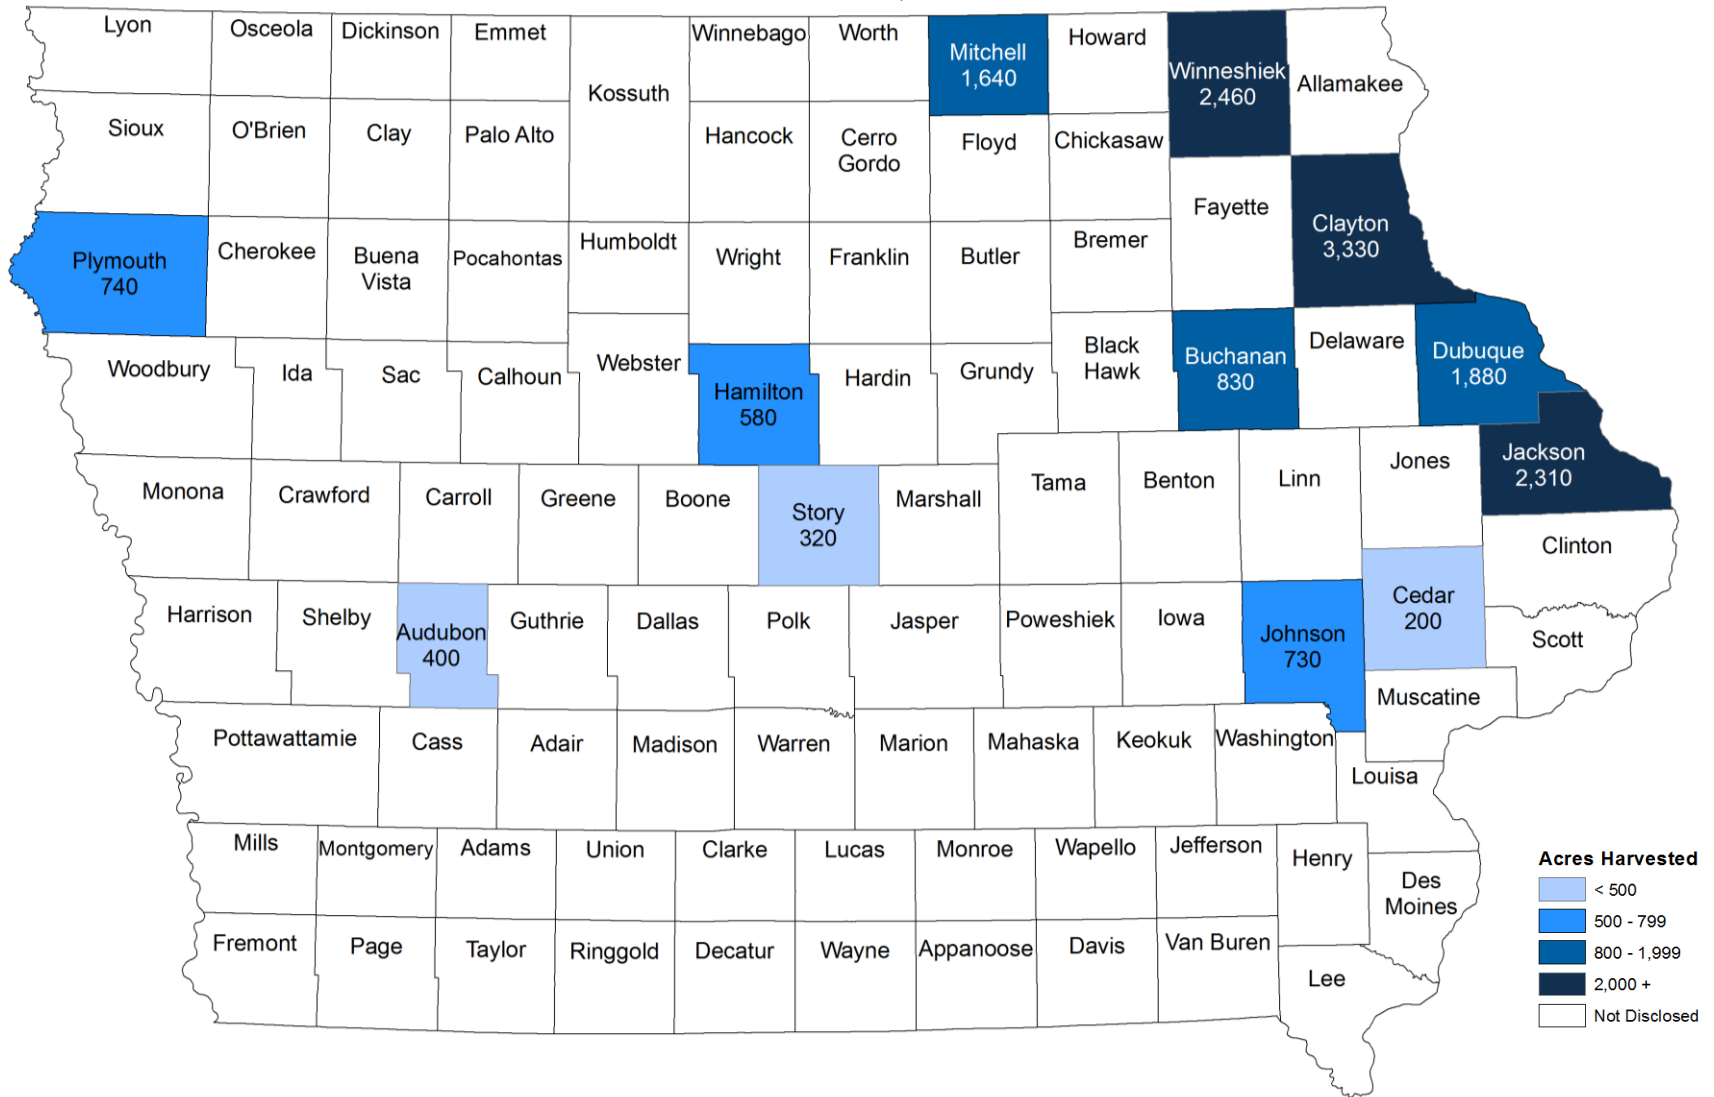 Lyon
Osceola
Dickinson
Emmet
Kossuth
Winnebago
Worth
Mitchell
1,640
Howard
Winneshiek
2,460
Allamakee
Sioux
O'Brien
Clay
Palo Alto
Hancock
Cerro
Gordo
Floyd
Chickasaw
Fayette
Clayton
3,330
Plymouth
740
Cherokee
Buena
Vista
Pocahontas
Humboldt
Wright
Franklin
Butler
Bremer
Woodbury
Ida
Sac
Calhoun
Webster
Hamilton
580
Hardin
Grundy
Black
Hawk
Buchanan
830
Delaware
Dubuque
1,880
Jackson
2,310
Monona
Crawford
Carroll
Greene
Boone
Story
320
Marshall
Tama
Benton
Linn
Jones
Clinton
Cedar
200
Harrison
Shelby
Audubon
400
Guthrie
Dallas
Polk
Jasper
Poweshiek
Iowa
Johnson
730
Scott
Muscatine
Pottawattamie
Cass
Adair
Madison
Warren
Marion
Mahaska
Keokuk
Washington
Louisa
Mills
Montgomery
Adams
Union
Clarke
Lucas
Monroe
Wapello
Jefferson
Henry
Des
Moines
Fremont
Page
Taylor
Ringgold
Decatur
Wayne
Appanoose
Davis
Van Buren
Lee
Acres Harvested
< 500
500 - 799
800 - 1,999
2,000 +
Not Disclosed